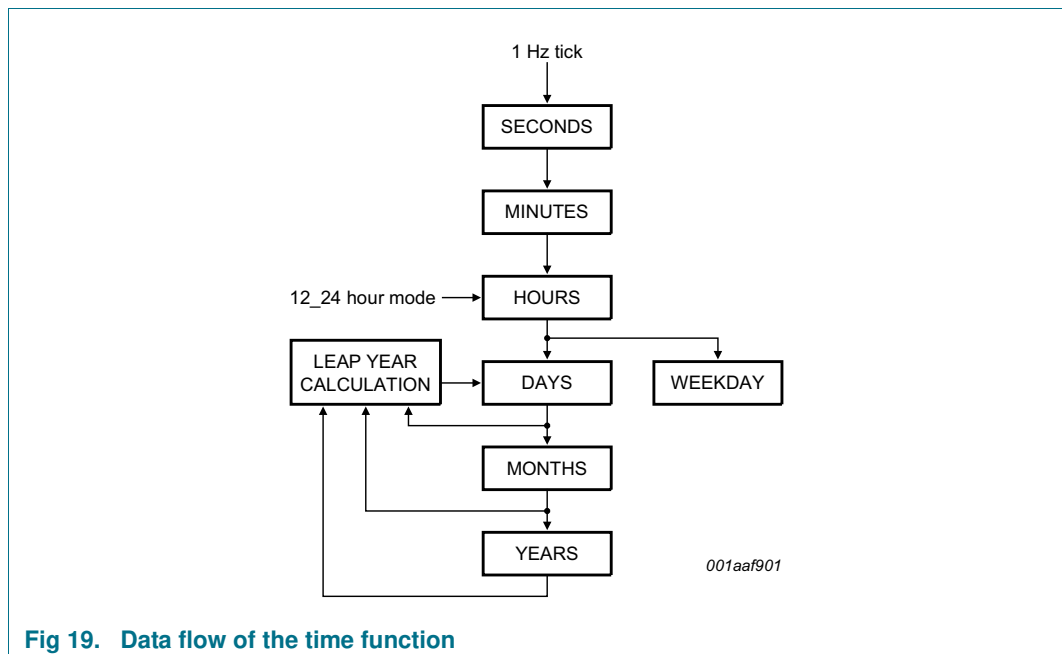 1 Hz tick
SECONDS
MINUTES
12_24 hour mode
HOURS
LEAP YEAR
CALCULATION
DAYS
WEEKDAY
MONTHS
YEARS
001aaf901
Fig 19. Data flow of the time function